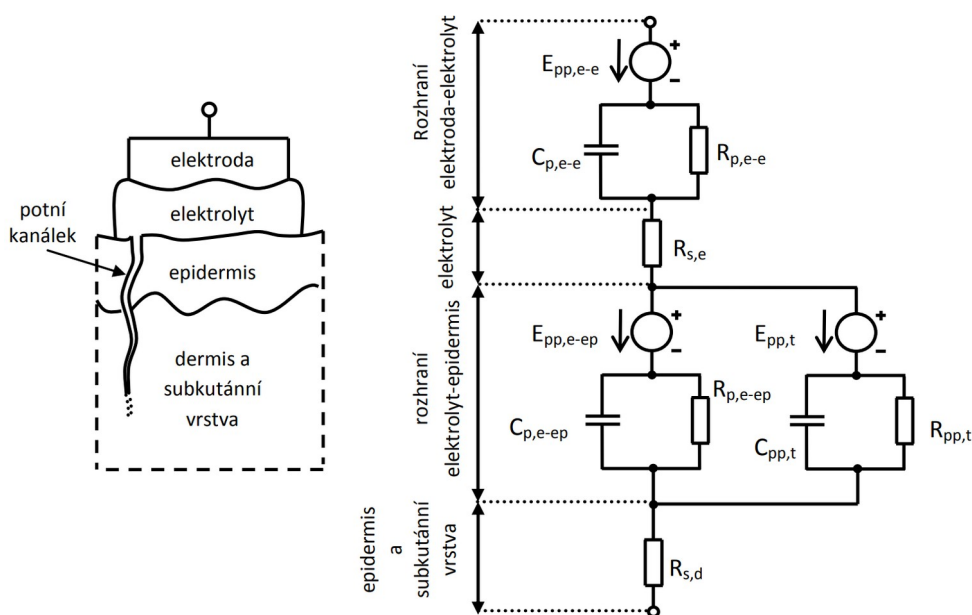 elektroda
elektrolyt
potní
kanálek
epidermis
dermis a
subkutánní
vrstva
Rozhraní
elektroda-elektrolyt
elektrolyt
rozhraní
elektrolyt-epidermis
epidermis
a
subkutánní
vrstva
E_pp,e-e
+
−
C_p,e-e
R_p,e-e
R_s,e
E_pp,e-ep
+
−
E_pp,t
+
−
C_p,e-ep
R_p,e-ep
C_pp,t
R_pp,t
R_s,d